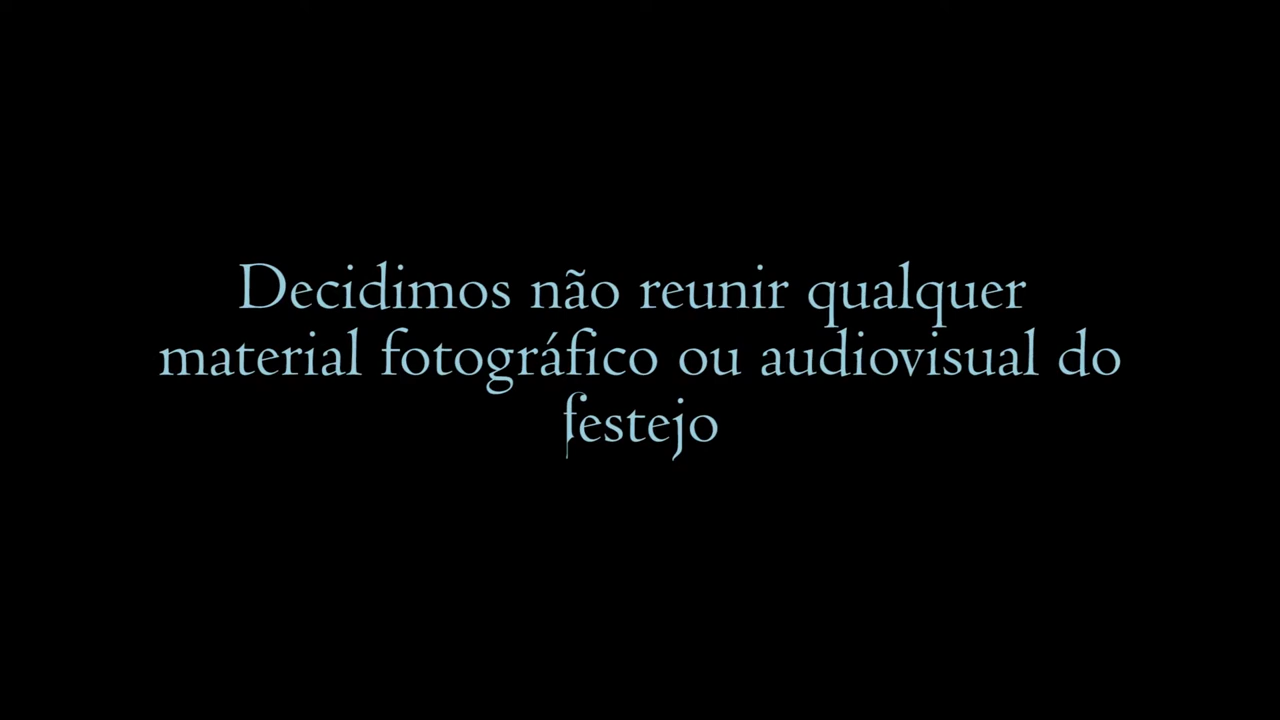 Decidimos não reunir qualquer
material fotográfico ou audiovisual do
festejo